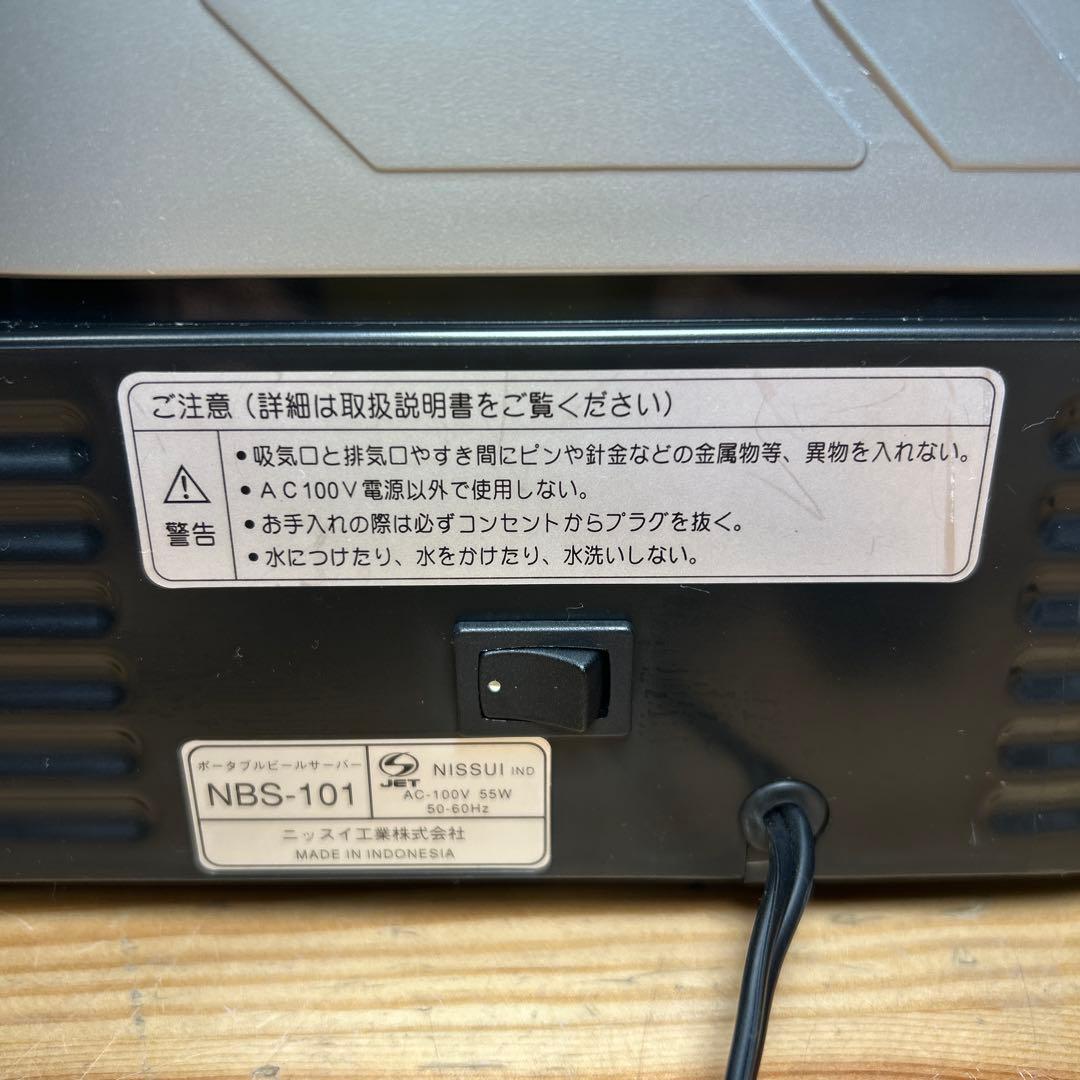 ご注意(詳細は取扱説明書をご覧ください)
警告
•吸気口と排気口やすき間にピンや針金などの金属物等、異物を入れない。
•AC100V電源以外で使用しない。
•お手入れの際は必ずコンセントからプラグを抜く。
•水につけたり、水をかけたり、水洗いしない。
ポータブルビールサーバー
NBS-101
S
JET
NISSUI IND
AC-100V 55W
50-60Hz
ニッスイ工業株式会社
MADE IN INDONESIA